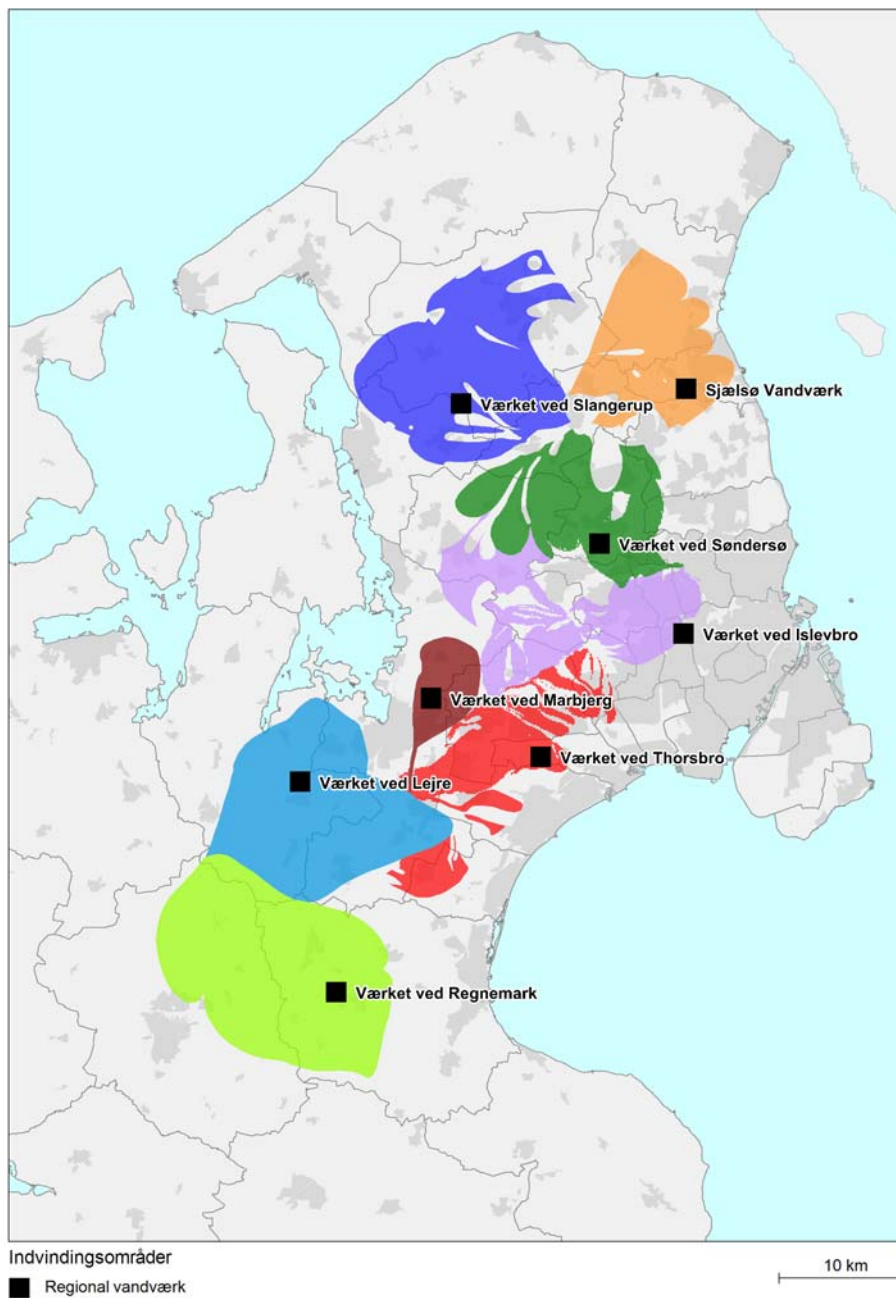 Sjælsø Vandværk
Værket ved Slangerup
Værket ved Søndersø
Værket ved Islevbro
Værket ved Marbjerg
Værket ved Thorsbro
Værket ved Lejre
Værket ved Regnemark
Indvindingsområder
Regional vandværk
10 km